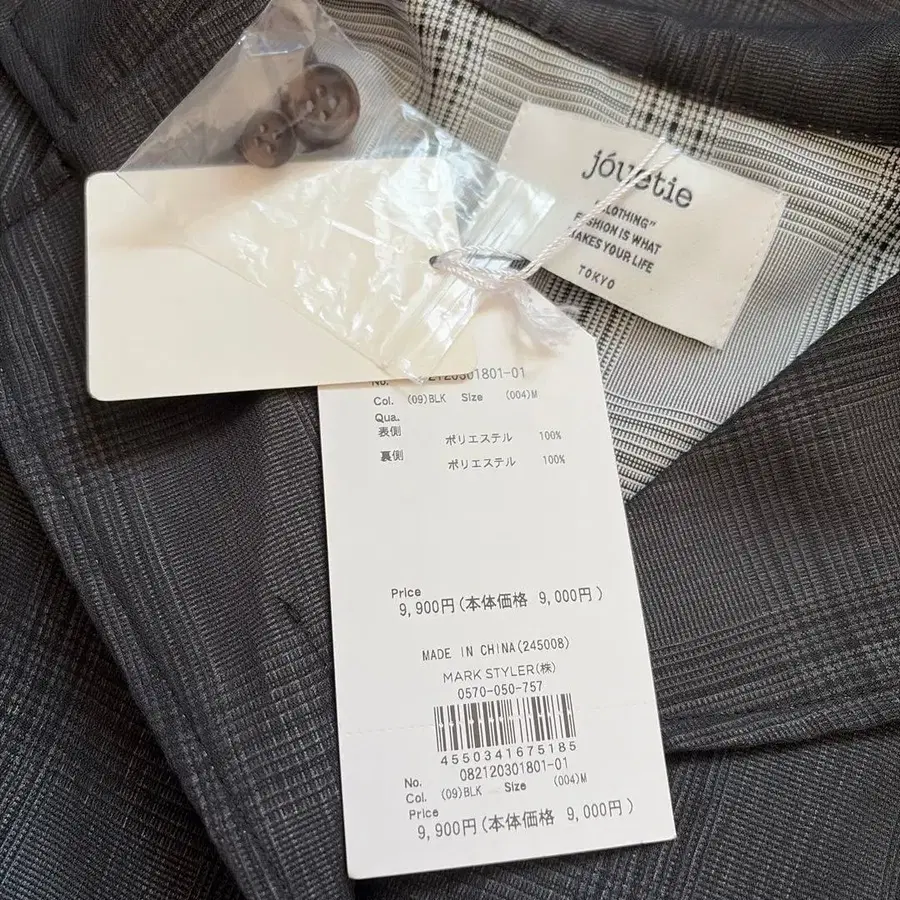 jóuetie
"CLOTHING"
FASHION IS WHAT
MAKES YOUR LIFE
TOKYO
No. 082120301801-01
Col. (09)BLK Size (004)M
Qua.
表側 ポリエステル 100%
裏側 ポリエステル 100%
Price
9,900円(本体価格 9,000円)
MADE IN CHINA(245008)
MARK STYLER(株)
0570-050-757
4550341675185
No. 082120301801-01
Col. (09)BLK Size (004)M
Price
9,900円(本体価格 9,000円)